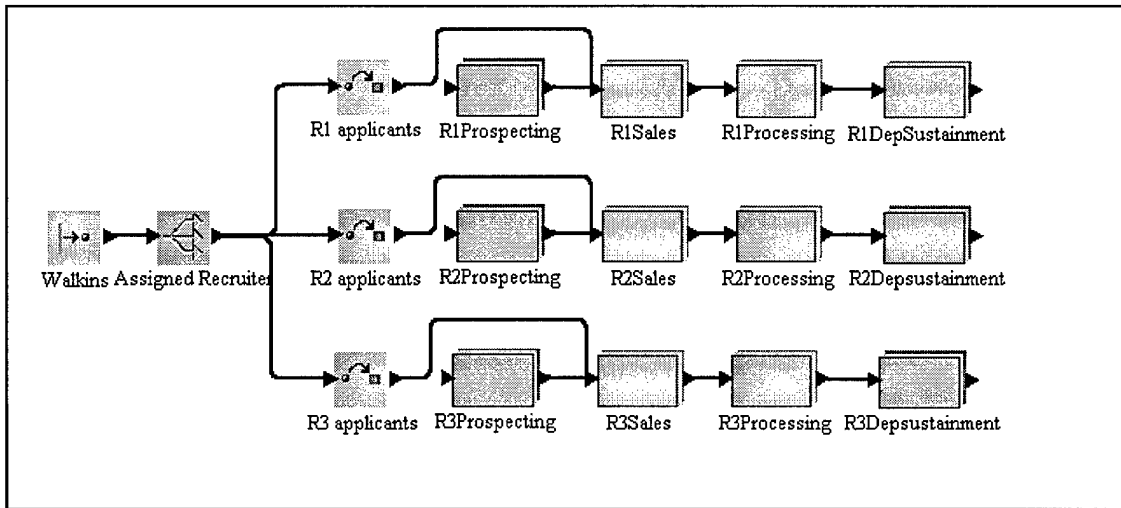 R1 applicants
R1Prospecting
R1Sales
R1Processing
R1DepSustainment
Walkins
Assigned Recruiter
R2 applicants
R2Prospecting
R2Sales
R2Processing
R2Depsustainment
R3 applicants
R3Prospecting
R3Sales
R3Processing
R3Depsustainment